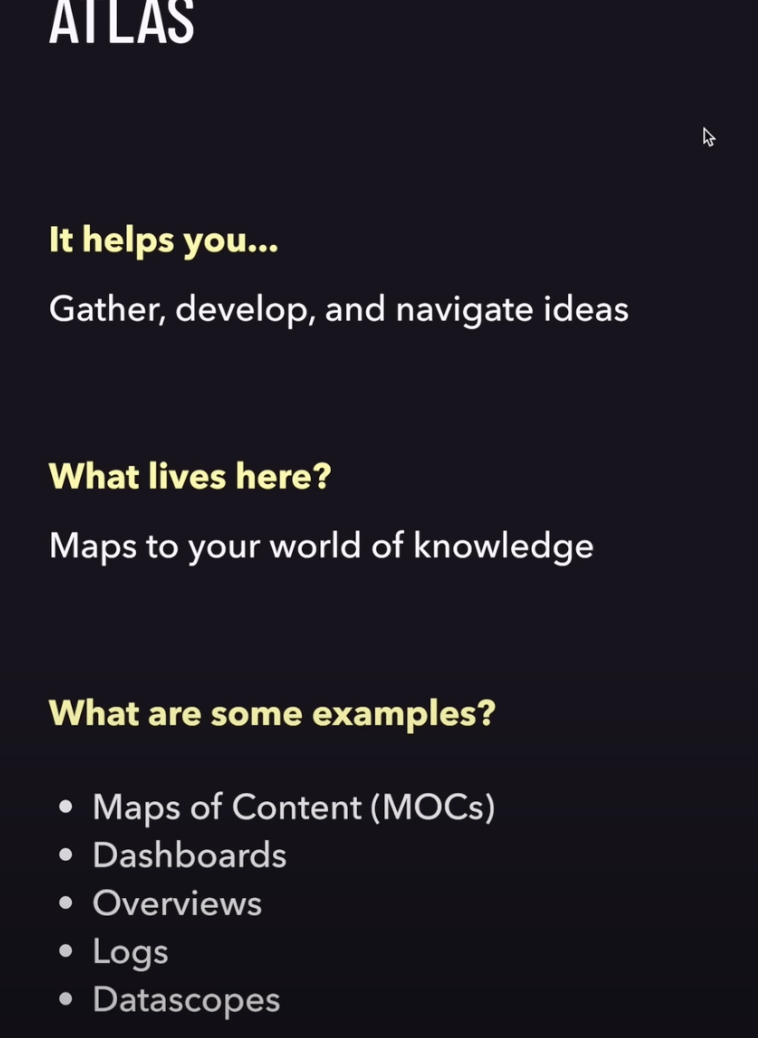 ATLAS
It helps you...
Gather, develop, and navigate ideas
What lives here?
Maps to your world of knowledge
What are some examples?
• Maps of Content (MOCs)
• Dashboards
• Overviews
• Logs
• Datascopes